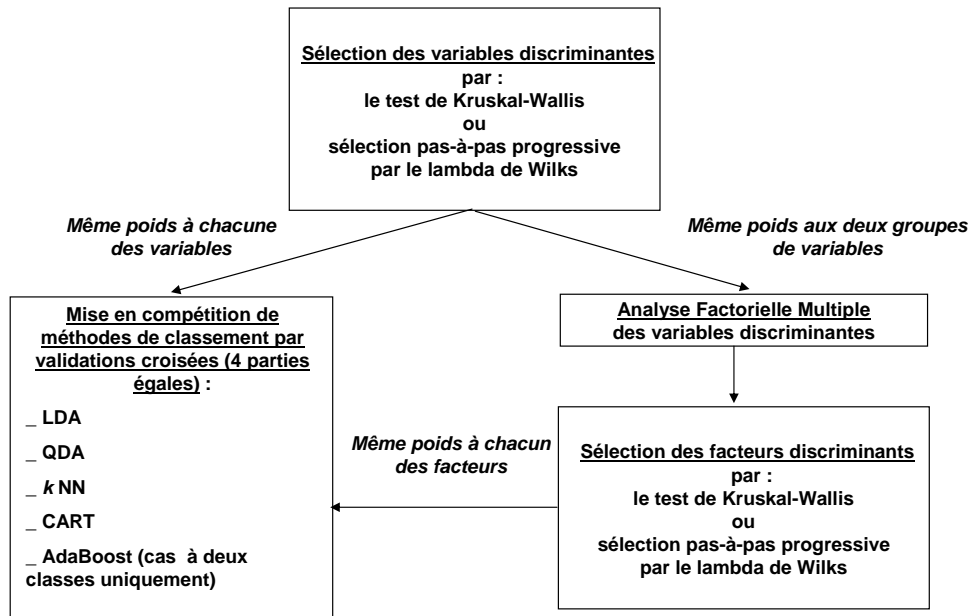 Sélection des variables discriminantes
par :
le test de Kruskal-Wallis
ou
sélection pas-à-pas progressive
par le lambda de Wilks
Même poids à chacune
des variables
Même poids aux deux groupes
de variables
Mise en compétition de
méthodes de classement par
validations croisées (4 parties
égales) :
_ LDA
_ QDA
_ k NN
_ CART
_ AdaBoost (cas à deux
classes uniquement)
Analyse Factorielle Multiple
des variables discriminantes
Même poids à chacun
des facteurs
Sélection des facteurs discriminants
par :
le test de Kruskal-Wallis
ou
sélection pas-à-pas progressive
par le lambda de Wilks